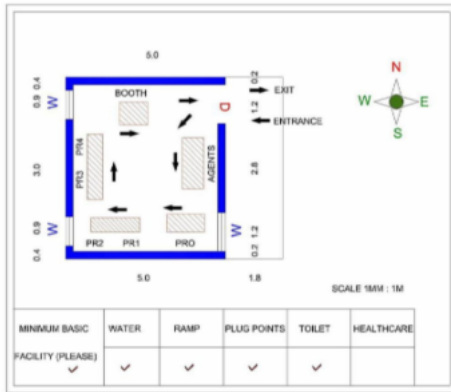 5.0
0.4
0.9
W
3.0
0.9
W
0.4
BOOTH
D
0.2
1.2
EXIT
ENTRANCE
2.8
AGENTS
PR4
PR3
PR2
PR1
PRO
W
1.2
0.2
5.0
1.8
N
W
E
S
SCALE 1MM : 1M
MINIMUM BASIC
WATER
RAMP
PLUG POINTS
TOILET
HEALTHCARE
FACILITY (PLEASE)